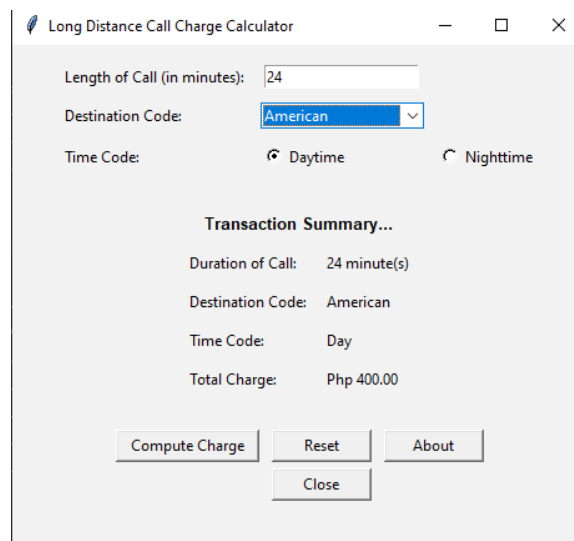 Long Distance Call Charge Calculator
Length of Call (in minutes): 24
Destination Code: American
Time Code: Daytime Nighttime
Transaction Summary...
Duration of Call: 24 minute(s)
Destination Code: American
Time Code: Day
Total Charge: Php 400.00
Compute Charge Reset About
Close